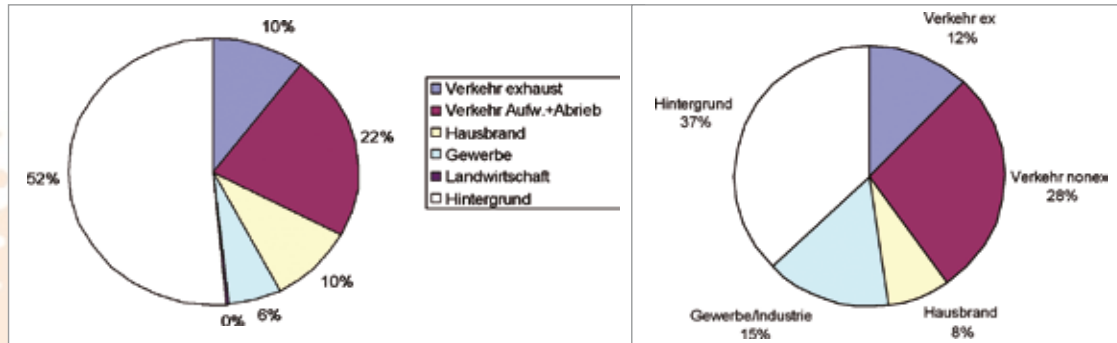 10%
22%
10%
6%
0%
52%
Verkehr exhaust
Verkehr Aufw.+Abrieb
Hausbrand
Gewerbe
Landwirtschaft
Hintergrund
Verkehr ex
12%
Verkehr nonex
28%
Hausbrand
8%
Gewerbe/Industrie
15%
Hintergrund
37%